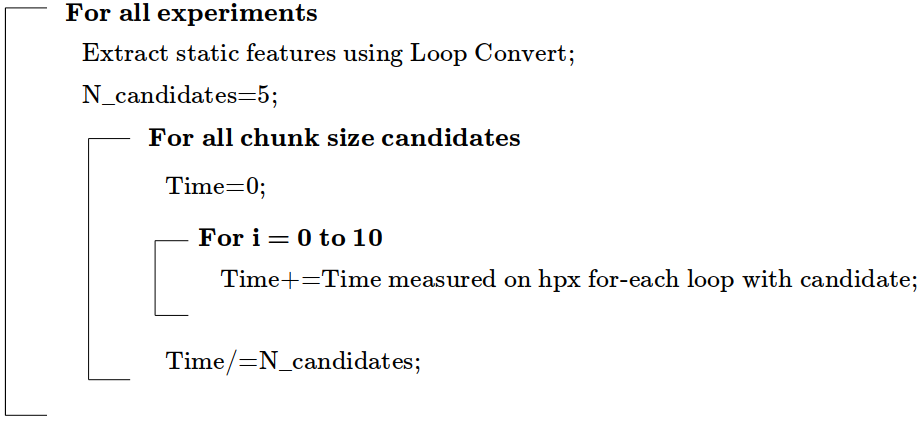 For all experiments
Extract static features using Loop Convert;
N_candidates=5;
For all chunk size candidates
Time=0;
For i = 0 to 10
Time+=Time measured on hpx for-each loop with candidate;
Time/=N_candidates;